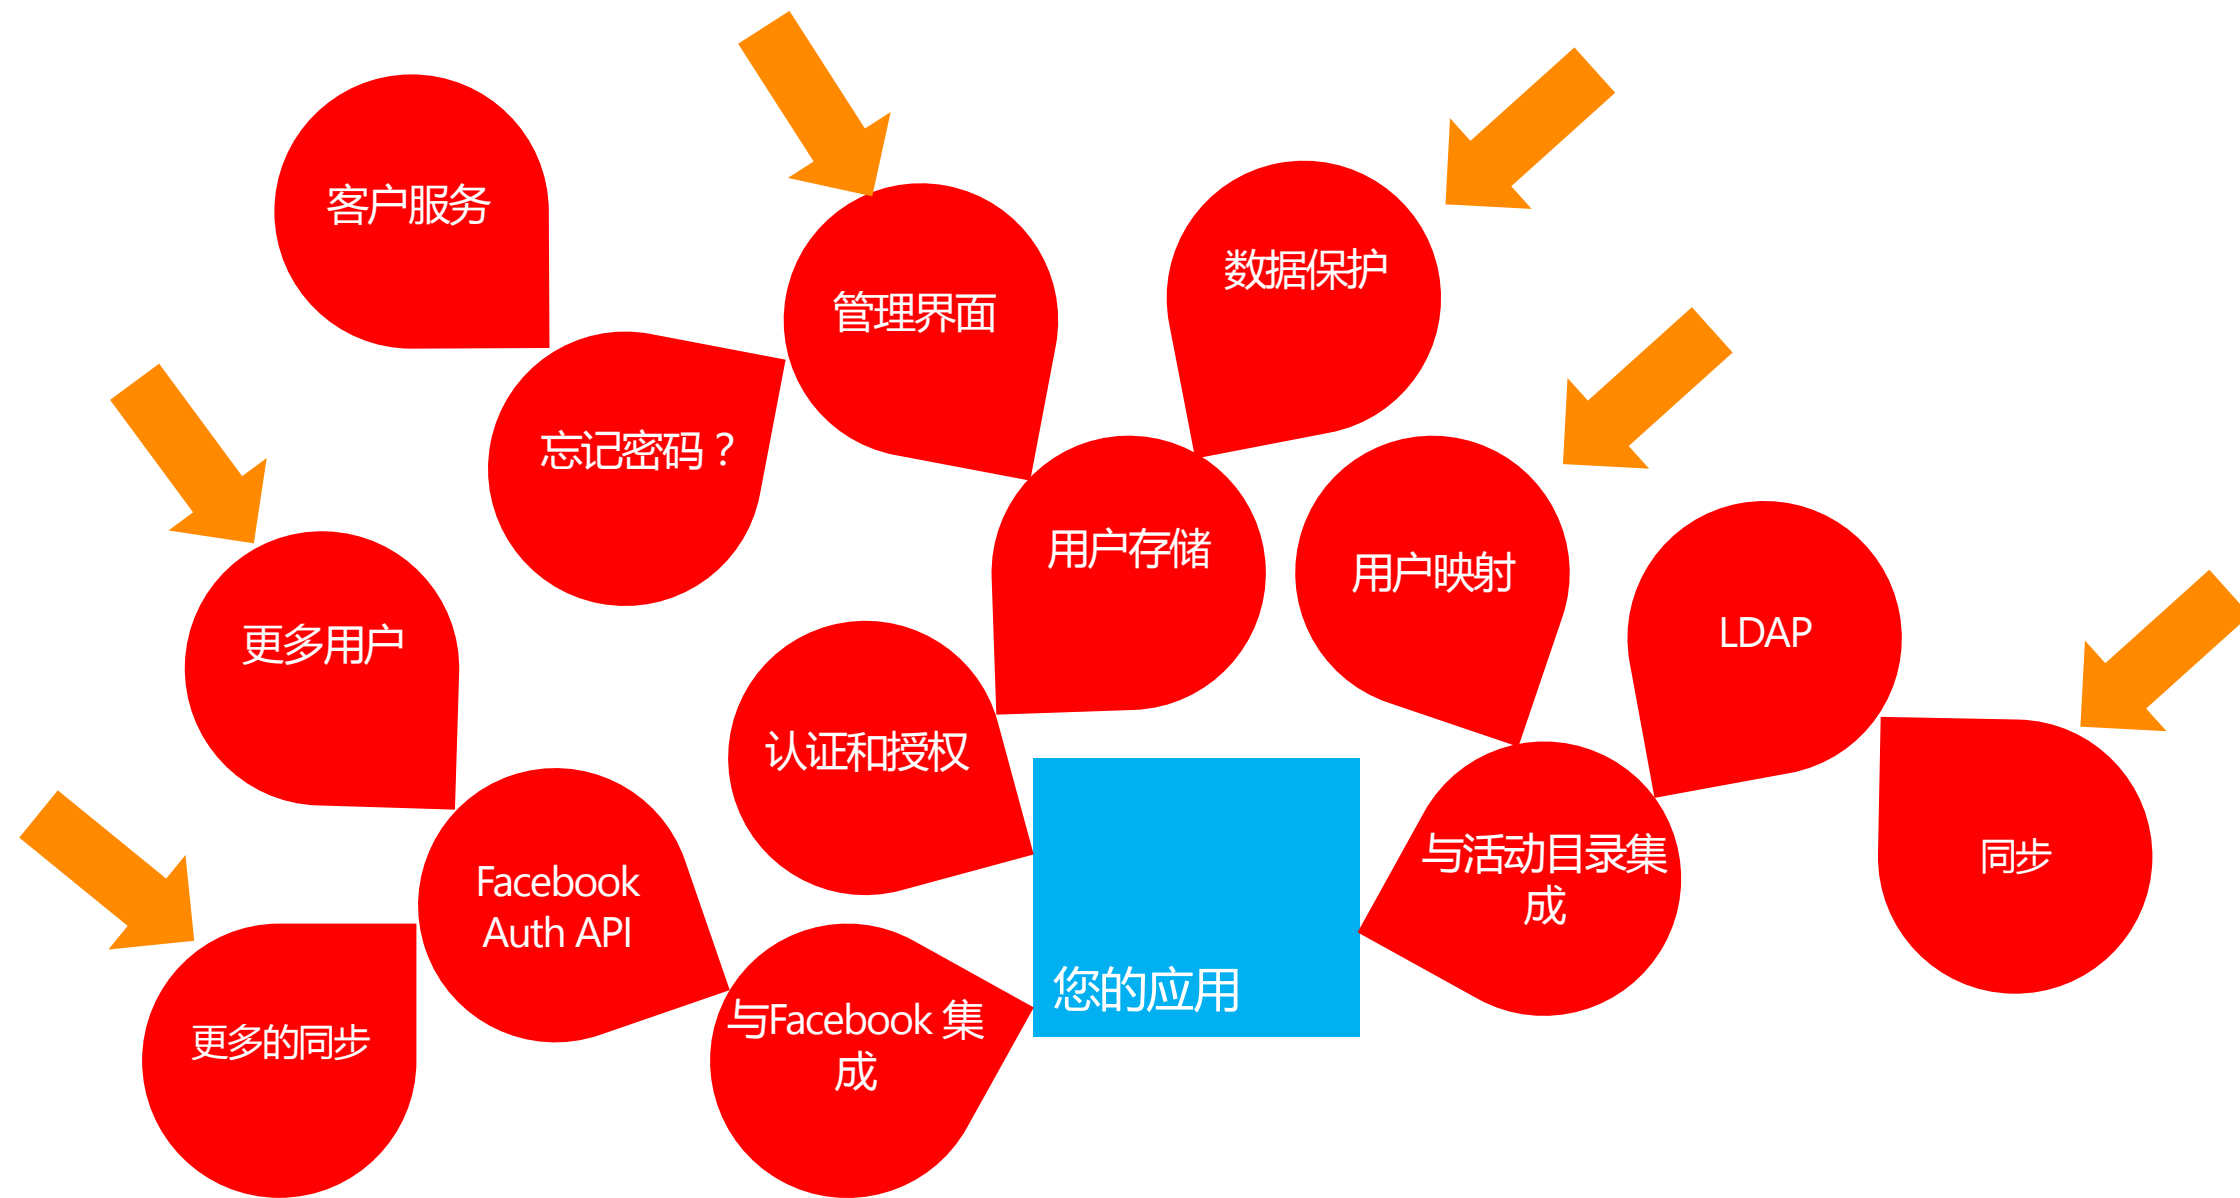 客户服务
管理界面
数据保护
忘记密码？
用户存储
用户映射
LDAP
更多用户
认证和授权
与活动目录集
成
同步
Facebook
Auth API
您的应用
与Facebook 集
成
更多的同步